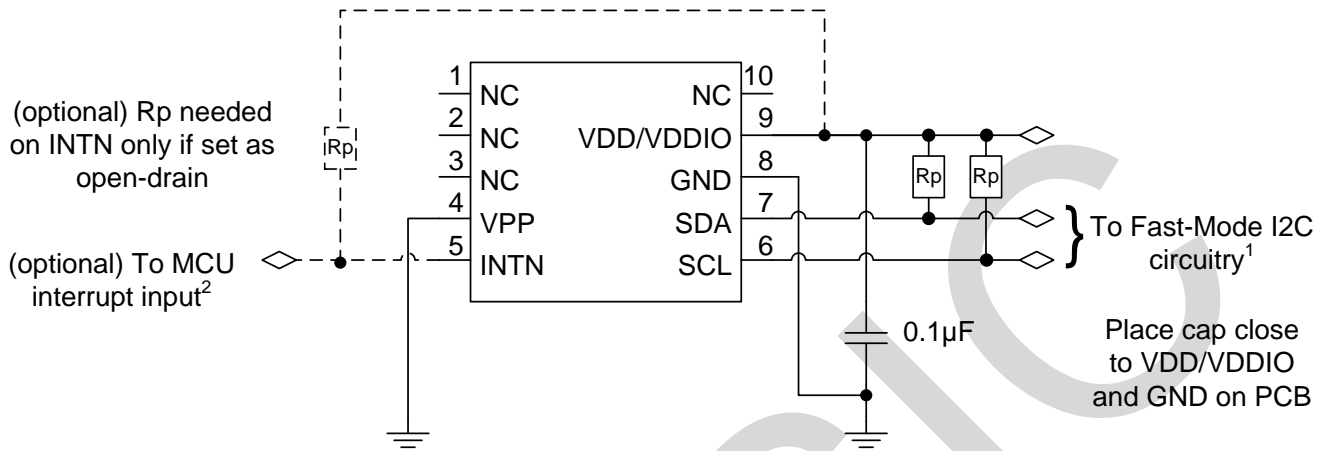 (optional) Rp needed
on INTN only if set as
open-drain
Rp
(optional) To MCU
interrupt input2
1
NC
2
NC
3
NC
4
VPP
5
INTN
10
NC
9
VDD/VDDIO
8
GND
7
SDA
6
SCL
Rp
Rp
} To Fast-Mode I2C
circuitry1
0.1µF
Place cap close
to VDD/VDDIO
and GND on PCB